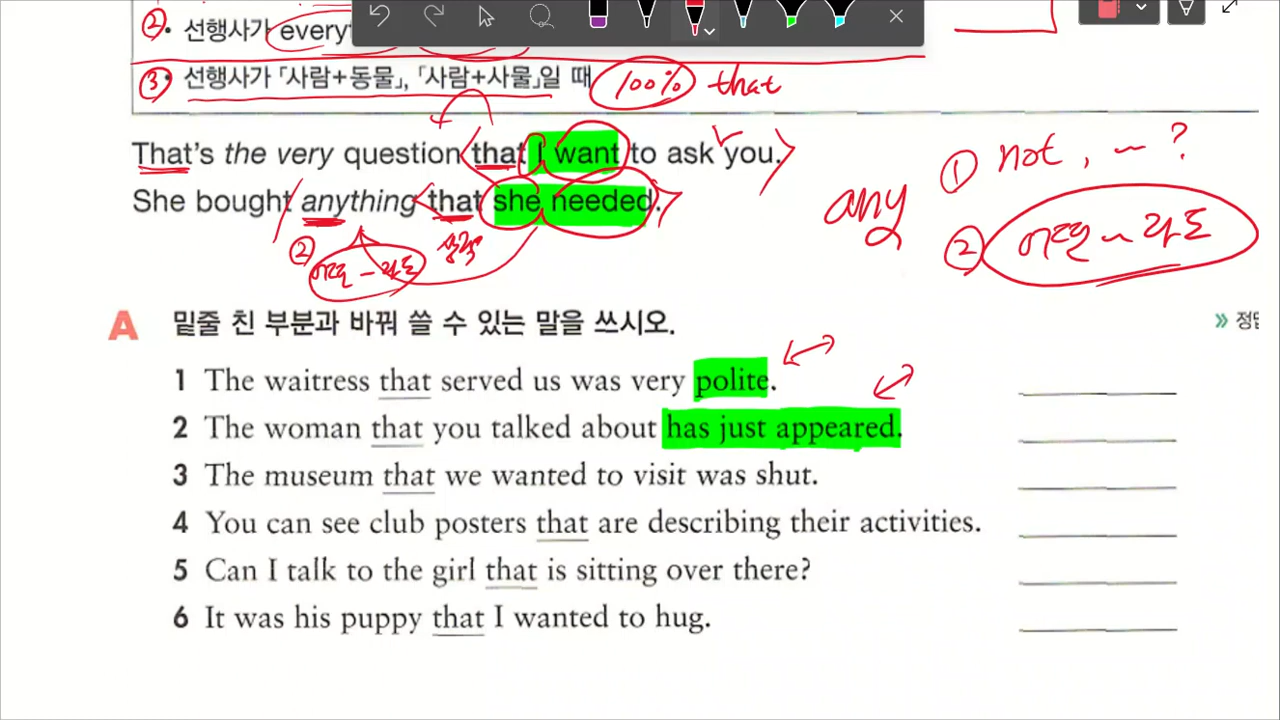 ②• 선행사가 every
③• 선행사가 「사람+동물」, 「사람+사물」일 때 100% that
That's the very question that I want to ask you.
She bought anything that she needed.
② 어떤 ~ 라도 생략
any ① not, ~ ?
② 어떤 ~ 라도
A 밑줄 친 부분과 바꿔 쓸 수 있는 말을 쓰시오.
» 정답
1 The waitress that served us was very polite.
2 The woman that you talked about has just appeared.
3 The museum that we wanted to visit was shut.
4 You can see club posters that are describing their activities.
5 Can I talk to the girl that is sitting over there?
6 It was his puppy that I wanted to hug.